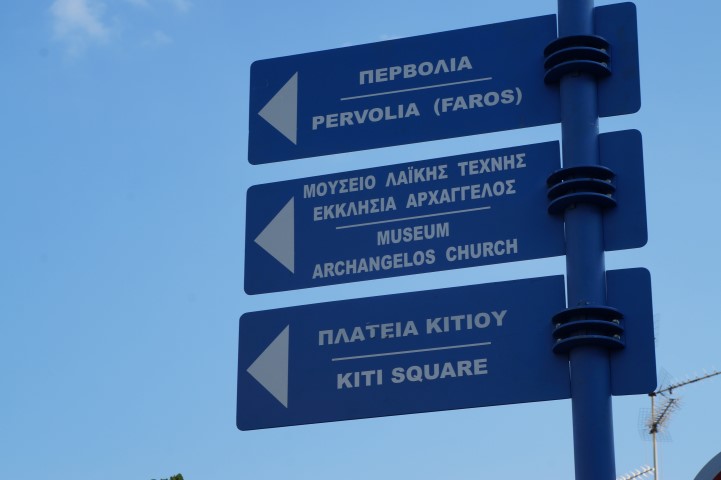 ΠΕΡΒΟΛΙΑ
PERVOLIA (FAROS)
ΜΟΥΣΕΙΟ ΛΑΪΚΗΣ ΤΕΧΝΗΣ
ΕΚΚΛΗΣΙΑ ΑΡΧΑΓΓΕΛΟΣ
MUSEUM
ARCHANGELOS CHURCH
ΠΛΑΤΕΙΑ ΚΙΤΙΟΥ
KITI SQUARE